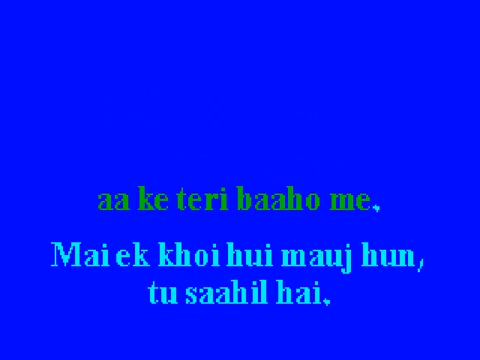 aa ke teri baaho me,
Mai ek khoi hui mauj hun,
tu saahil hai,